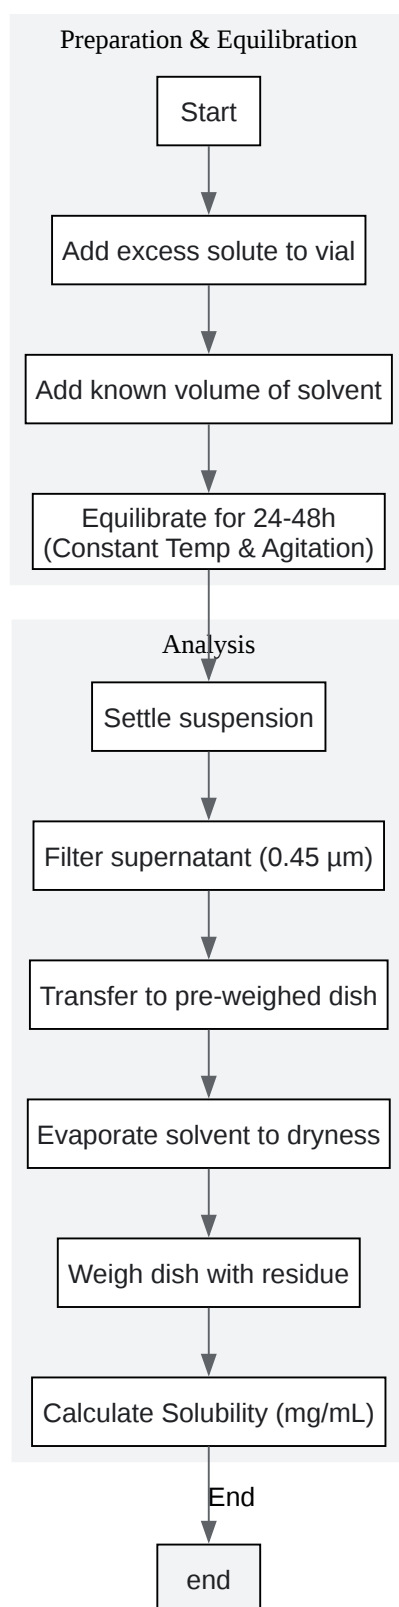 Preparation & Equilibration
Start
Add excess solute to vial
Add known volume of solvent
Equilibrate for 24-48h
(Constant Temp & Agitation)
Analysis
Settle suspension
Filter supernatant (0.45 µm)
Transfer to pre-weighed dish
Evaporate solvent to dryness
Weigh dish with residue
Calculate Solubility (mg/mL)
End
end